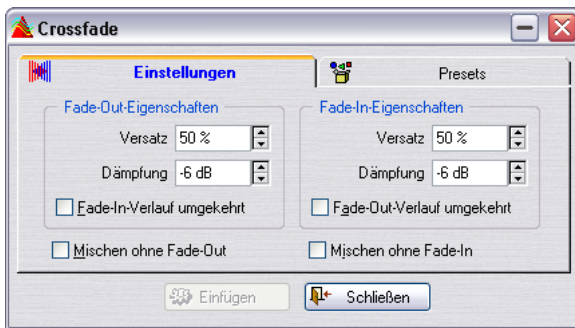 Crossfade
Einstellungen
Presets
Fade-Out-Eigenschaften
Versatz 50 %
Dämpfung -6 dB
Fade-In-Verlauf umgekehrt
Fade-In-Eigenschaften
Versatz 50 %
Dämpfung -6 dB
Fade-Out-Verlauf umgekehrt
Mischen ohne Fade-Out
Mischen ohne Fade-In
Einfügen
Schließen